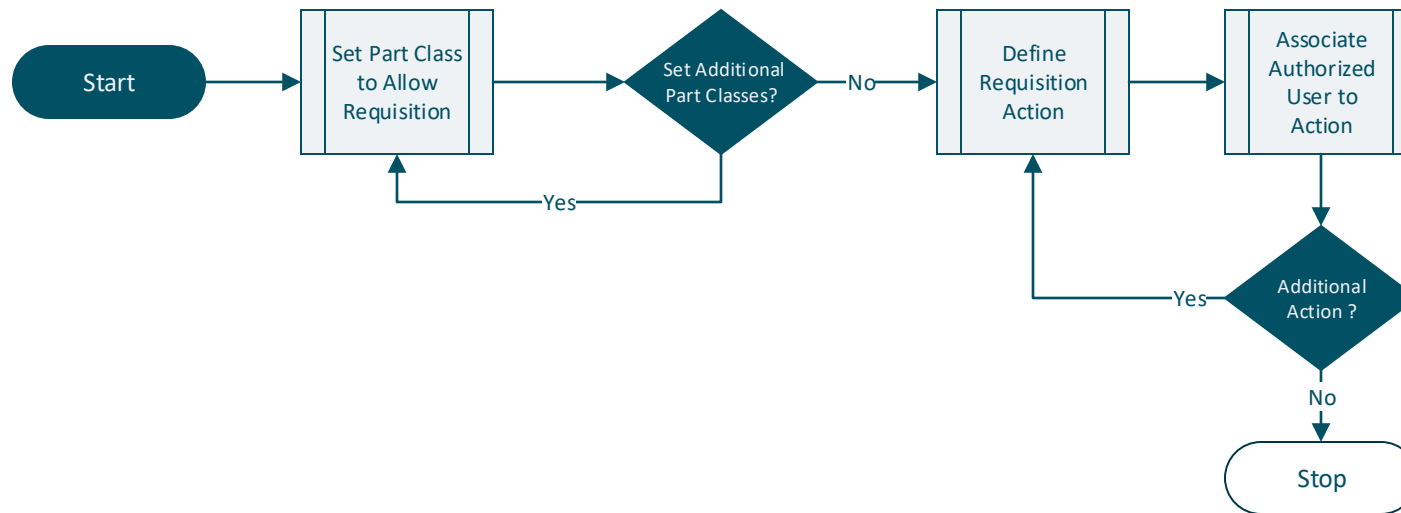 Start
Set Part Class
to Allow
Requisition
Set Additional
Part Classes?
No
Define
Requisition
Action
Associate
Authorized
User to
Action
Yes
Yes
Additional
Action ?
No
Stop